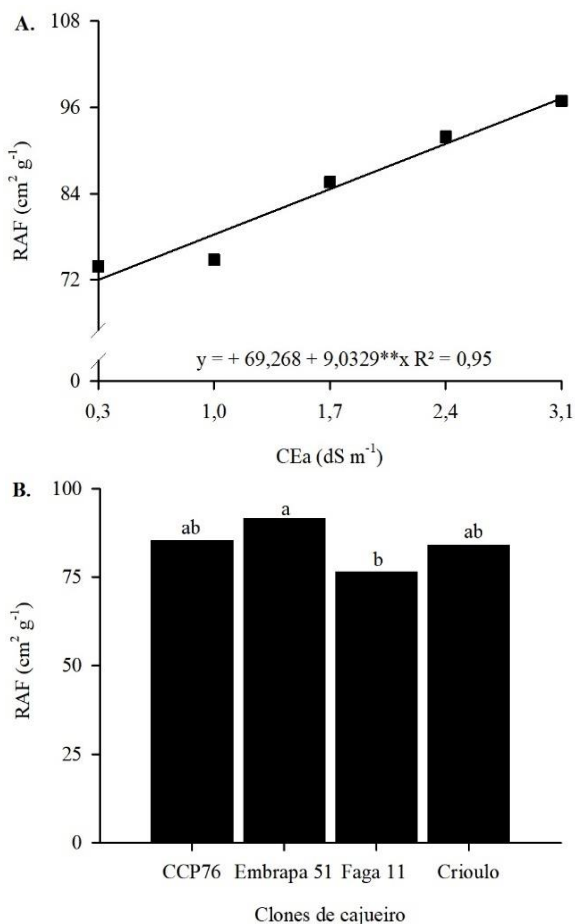 A.
108
96
84
72
0
RAF (cm² g⁻¹)
y = + 69,268 + 9,0329**x R² = 0,95
0,3 1,0 1,7 2,4 3,1
CEa (dS m⁻¹)
B.
100
75
50
25
0
RAF (cm² g⁻¹)
ab a b ab
CCP76 Embrapa 51 Faga 11 Crioulo
Clones de cajueiro